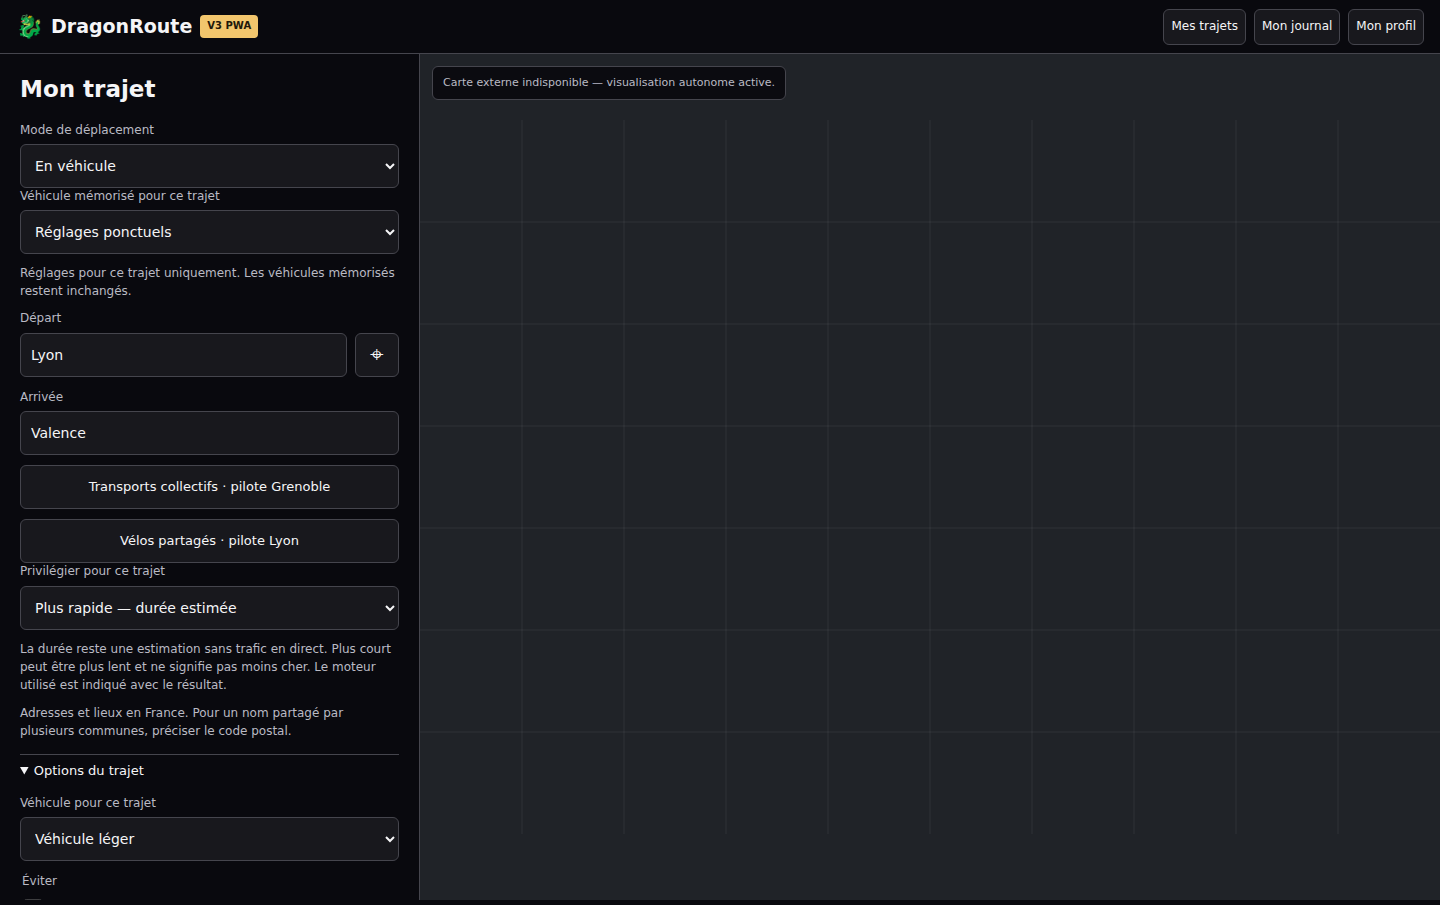 DragonRoute V3 PWA
Mes trajets Mon journal Mon profil
Mon trajet
Mode de déplacement
En véhicule
Véhicule mémorisé pour ce trajet
Réglages ponctuels
Réglages pour ce trajet uniquement. Les véhicules mémorisés
restent inchangés.
Départ
Lyon
Arrivée
Valence
Transports collectifs · pilote Grenoble
Vélos partagés · pilote Lyon
Privilégier pour ce trajet
Plus rapide — durée estimée
La durée reste une estimation sans trafic en direct. Plus court
peut être plus lent et ne signifie pas moins cher. Le moteur
utilisé est indiqué avec le résultat.
Adresses et lieux en France. Pour un nom partagé par
plusieurs communes, préciser le code postal.
Options du trajet
Véhicule pour ce trajet
Véhicule léger
Éviter
Carte externe indisponible — visualisation autonome active.